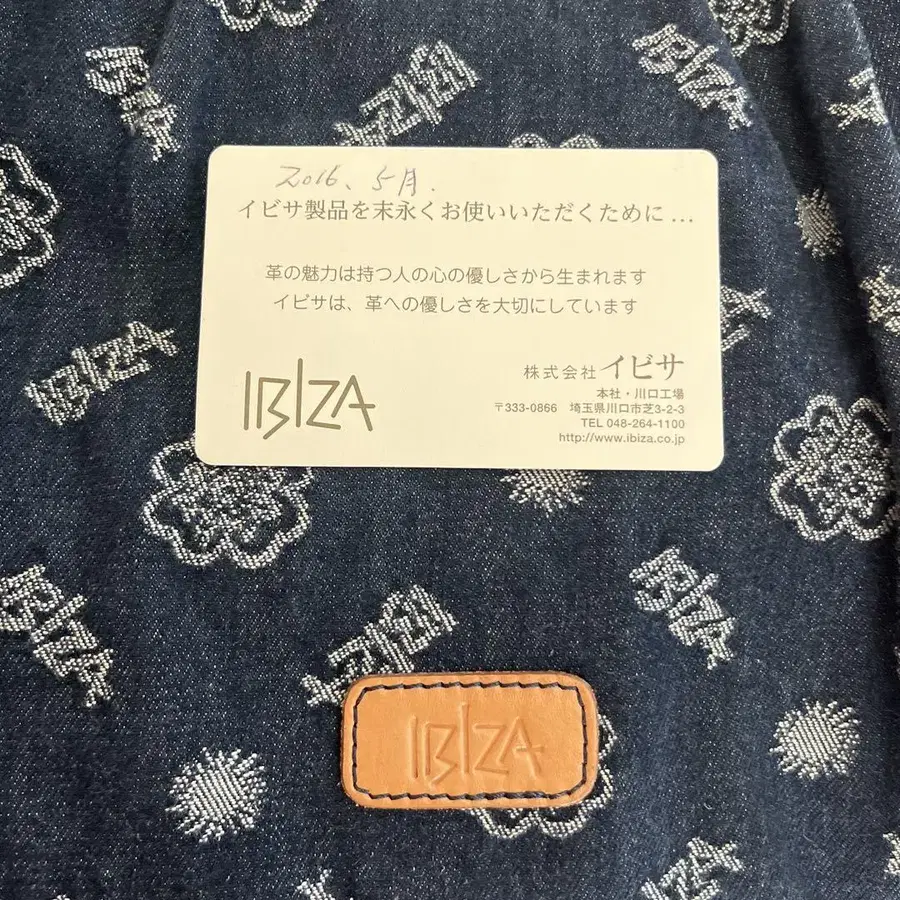 IBIZA
IBIZA
IBIZA
2016、5月.
イビサ製品を末永くお使いいただくために…
革の魅力は持つ人の心の優しさから生まれます
イビサは、革への優しさを大切にしています
IBIZA
株式会社イビサ
本社・川口工場
〒333-0866 埼玉県川口市芝3-2-3
TEL 048-264-1100
http://www.ibiza.co.jp
IBIZA
IBIZA
IBIZA
IBIZA
IBIZA